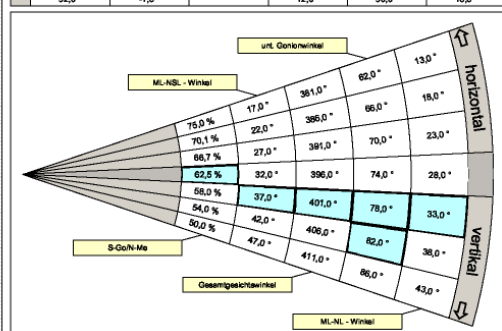 unt. Gonionwinkel
ML-NSL - Winkel
horizontal
75,0 % 17,0 ° 381,0 ° 62,0 ° 13,0 °
70,1 % 22,0 ° 386,0 ° 66,0 ° 18,0 °
66,7 % 27,0 ° 391,0 ° 70,0 ° 23,0 °
62,5 % 32,0 ° 396,0 ° 74,0 ° 28,0 °
58,0 % 37,0 ° 401,0 ° 78,0 ° 33,0 °
54,0 % 42,0 ° 406,0 ° 82,0 ° 38,0 °
50,0 % 47,0 ° 411,0 ° 86,0 ° 43,0 °
vertikal
S-Go/N-Me
Gesamtgesichtswinkel
ML-NL - Winkel